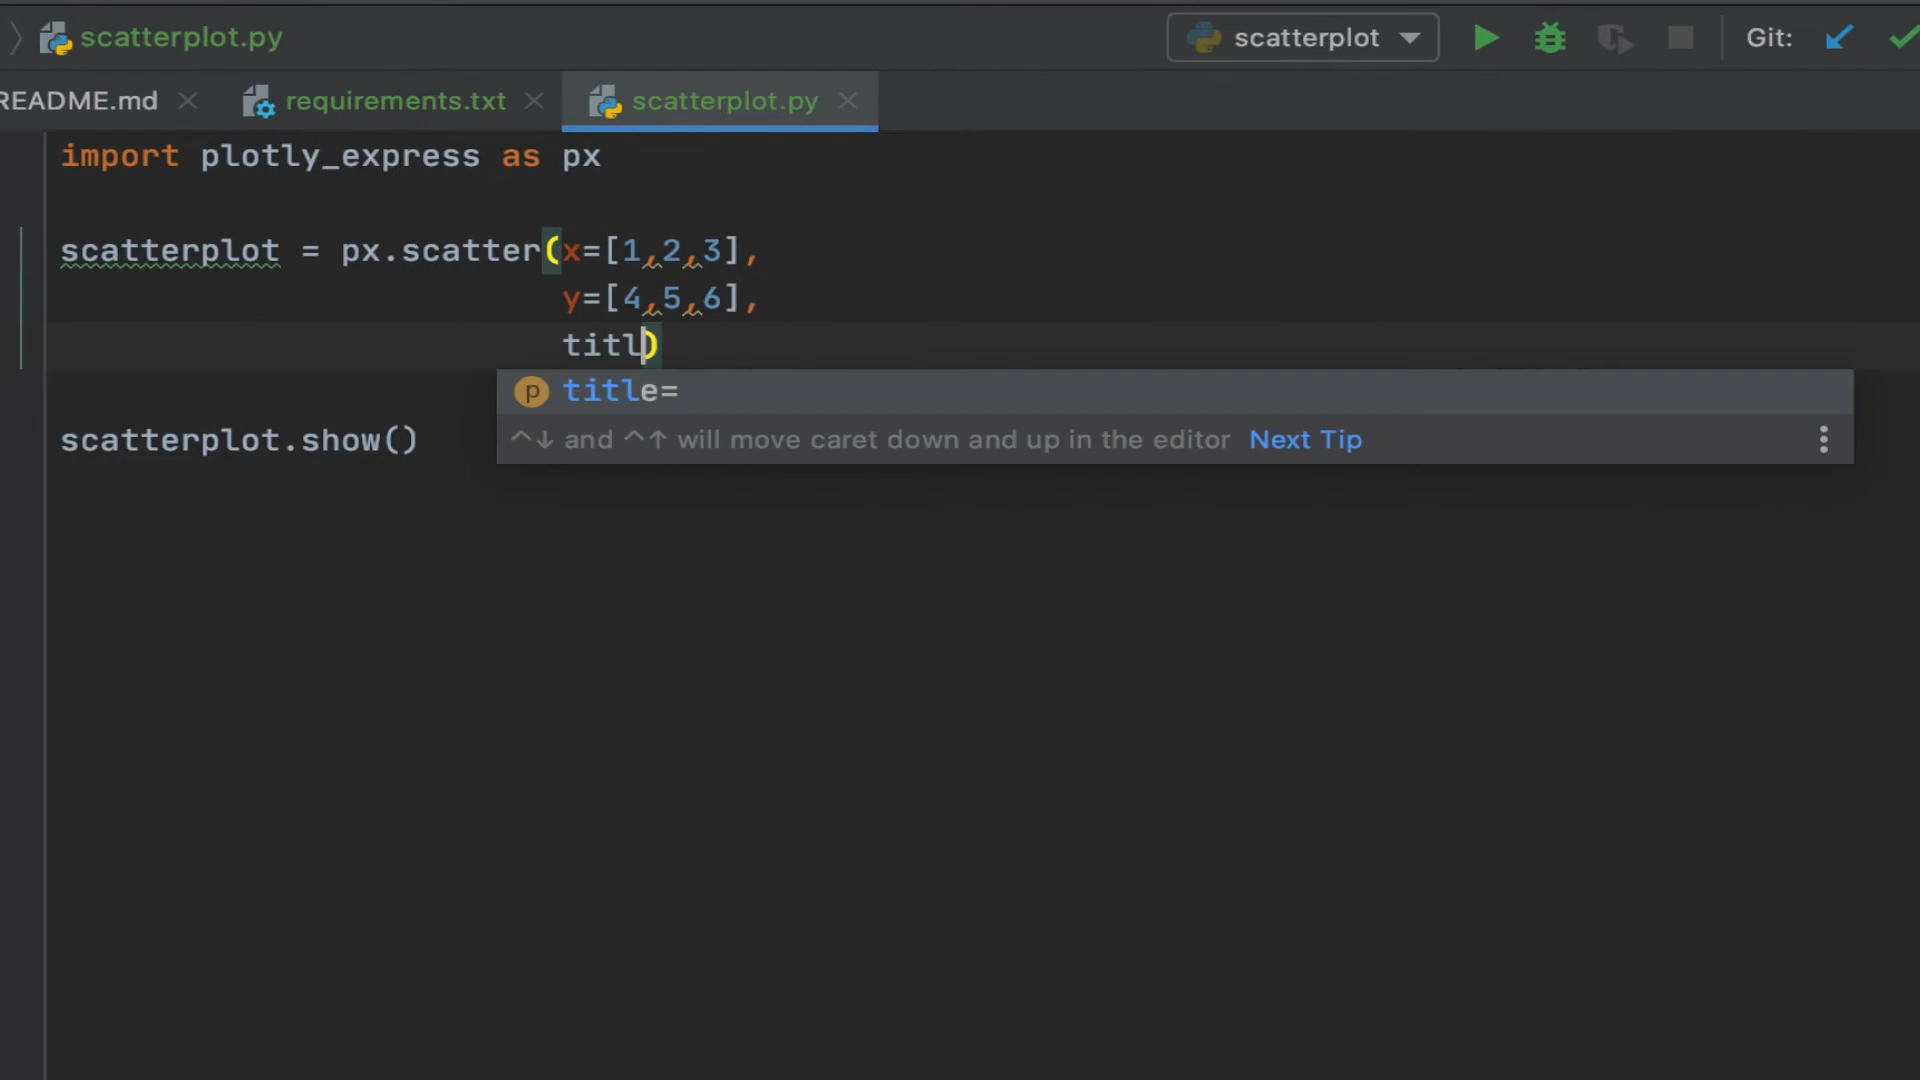 scatterplot.py
scatterplot
Git:
README.md
requirements.txt
scatterplot.py
import plotly_express as px
scatterplot = px.scatter(x=[1,2,3],
y=[4,5,6],
titl)
p title=
^↓ and ^↑ will move caret down and up in the editor Next Tip
scatterplot.show()